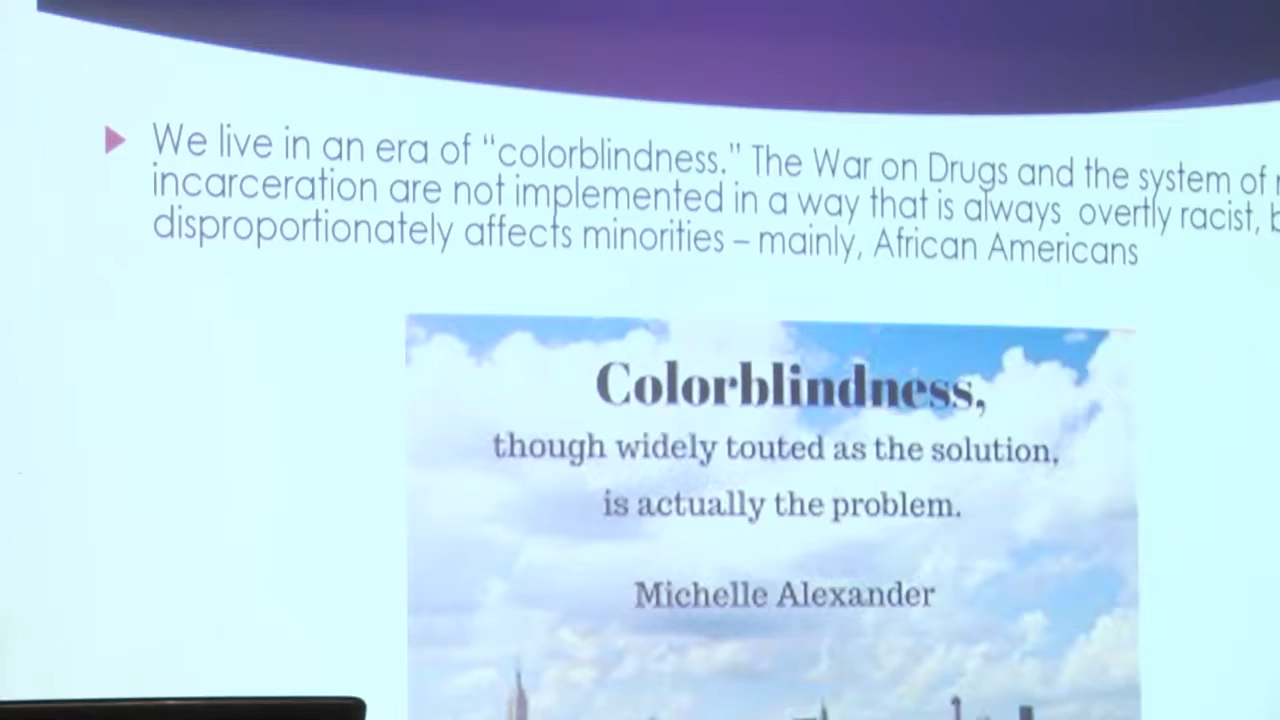 We live in an era of "colorblindness." The War on Drugs and the system of
incarceration are not implemented in a way that is always overtly racist,
disproportionately affects minorities – mainly, African Americans
Colorblindness,
though widely touted as the solution,
is actually the problem.
Michelle Alexander